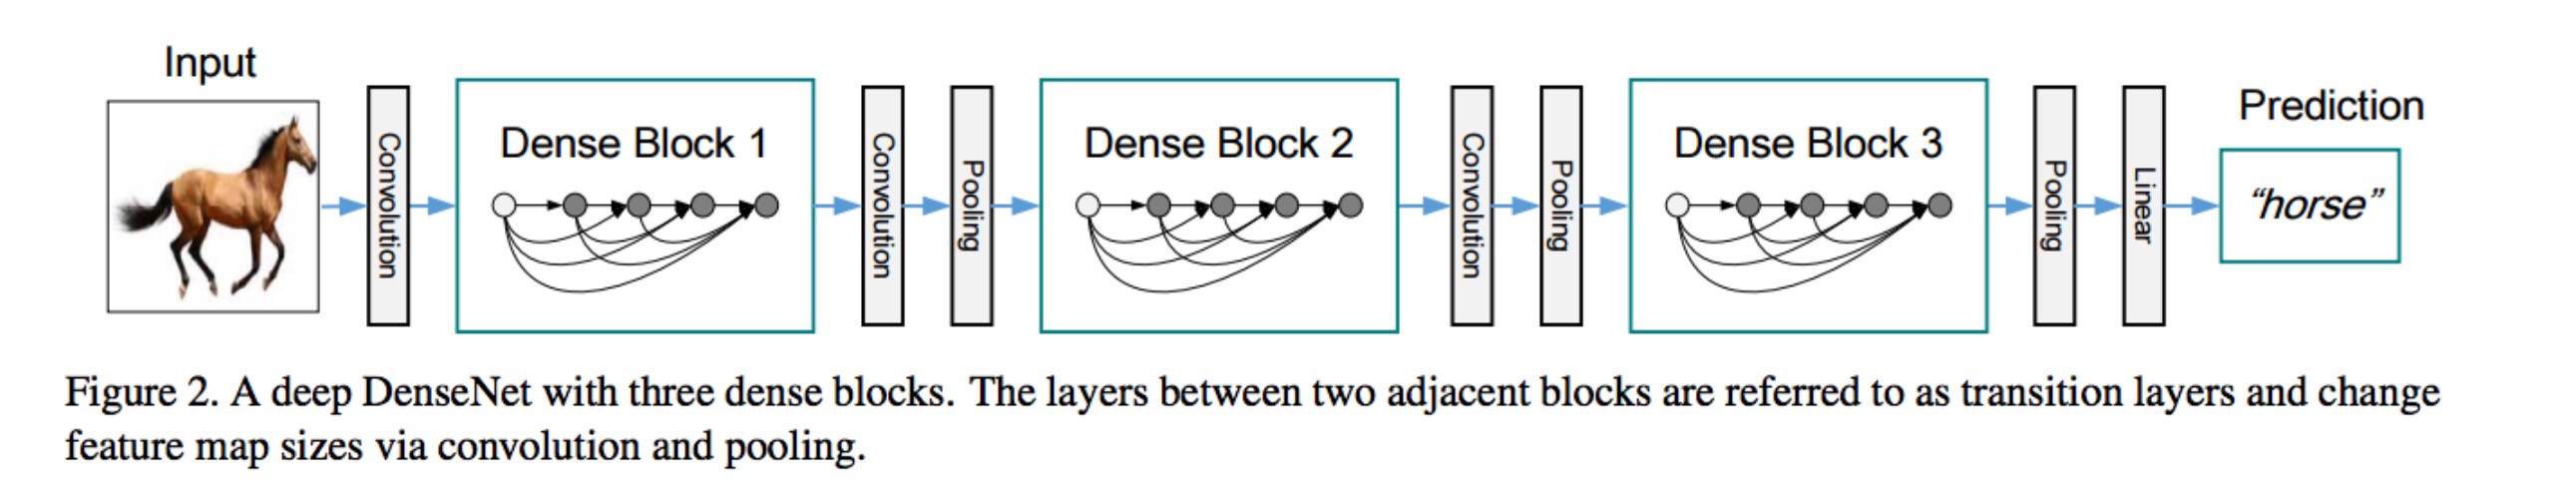 Input
Convolution
Dense Block 1
Convolution
Pooling
Dense Block 2
Convolution
Pooling
Dense Block 3
Pooling
Linear
Prediction
“horse”
Figure 2. A deep DenseNet with three dense blocks. The layers between two adjacent blocks are referred to as transition layers and change
feature map sizes via convolution and pooling.